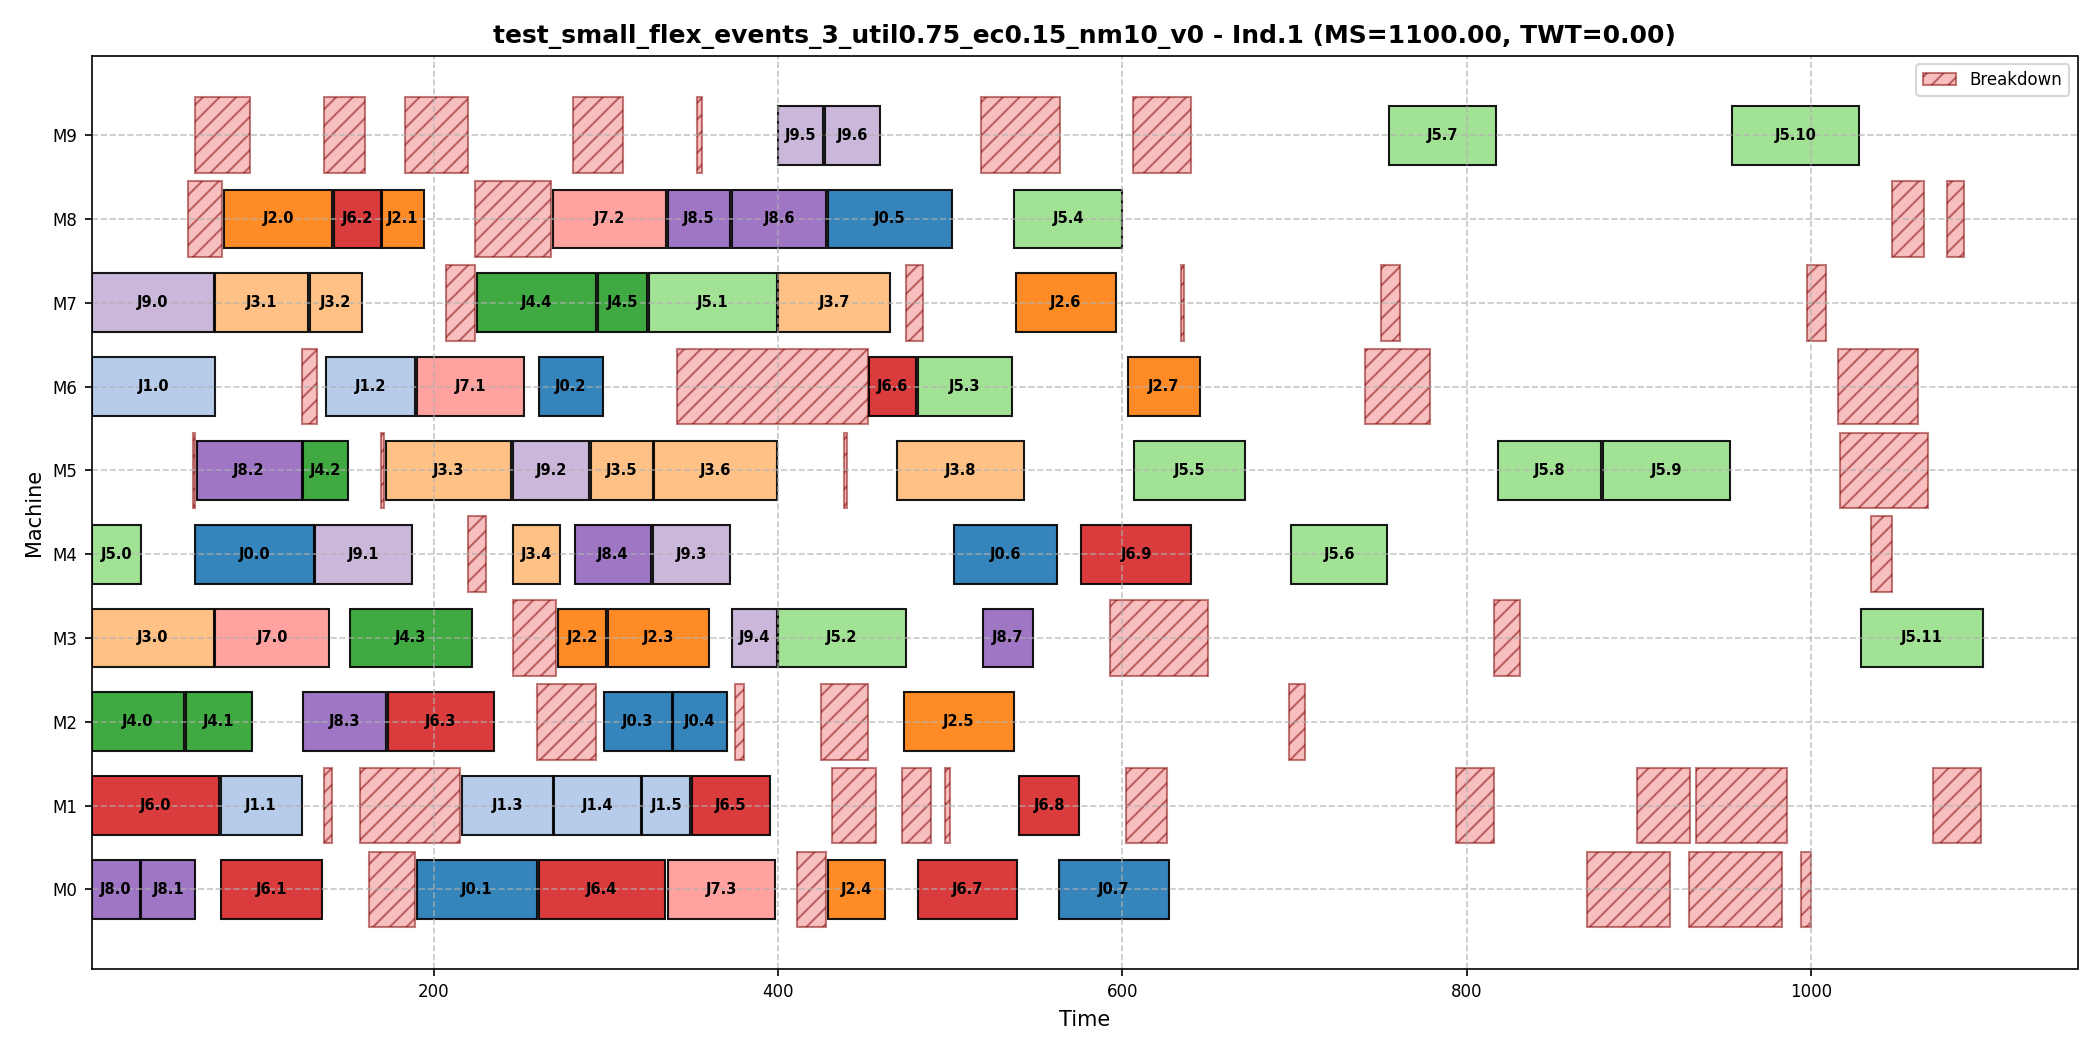 test_small_flex_events_3_util0.75_ec0.15_nm10_v0 - Ind.1 (MS=1100.00, TWT=0.00)
Breakdown
M9 J9.5 J9.6 J5.7 J5.10
M8 J2.0 J6.2 J2.1 J7.2 J8.5 J8.6 J0.5 J5.4
M7 J9.0 J3.1 J3.2 J4.4 J4.5 J5.1 J3.7 J2.6
M6 J1.0 J1.2 J7.1 J0.2 J6.6 J5.3 J2.7
M5 J8.2 J4.2 J3.3 J9.2 J3.5 J3.6 J3.8 J5.5 J5.8 J5.9
Machine
M4 J5.0 J0.0 J9.1 J3.4 J8.4 J9.3 J0.6 J6.9 J5.6
M3 J3.0 J7.0 J4.3 J2.2 J2.3 J9.4 J5.2 J8.7 J5.11
M2 J4.0 J4.1 J8.3 J6.3 J0.3 J0.4 J2.5
M1 J6.0 J1.1 J1.3 J1.4 J1.5 J6.5 J6.8
M0 J8.0 J8.1 J6.1 J0.1 J6.4 J7.3 J2.4 J6.7 J0.7
200 400 600 800 1000
Time